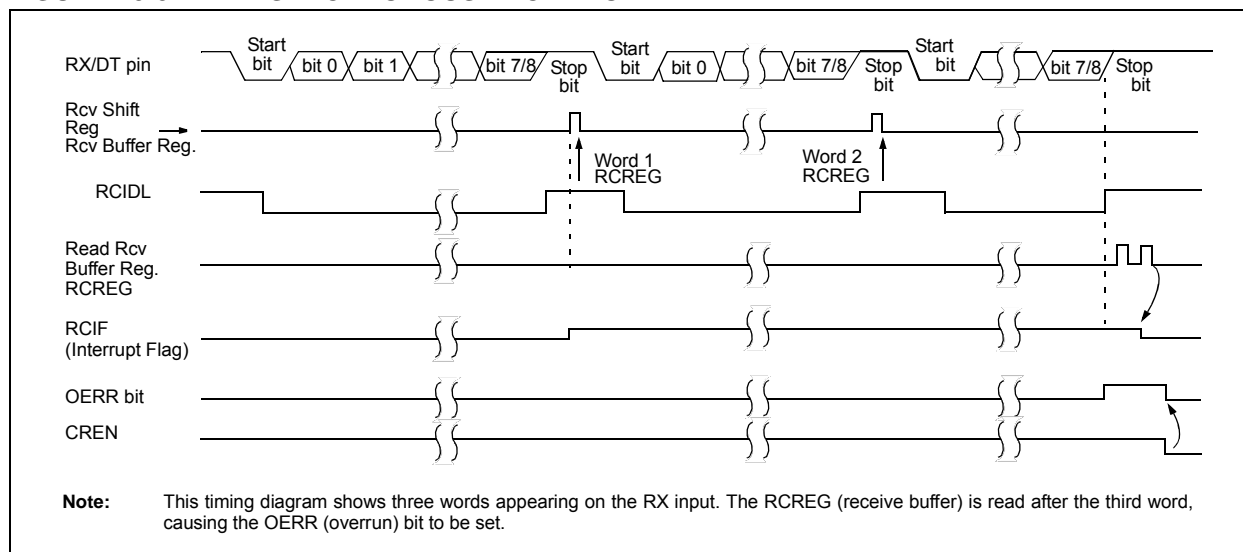 RX/DT pin
Start
bit
bit 0
bit 1
bit 7/8
Stop
bit
Start
bit
bit 0
bit 7/8
Stop
bit
Start
bit
bit 7/8
Stop
bit
Rcv Shift
Reg
Rcv Buffer Reg.
Word 1
RCREG
Word 2
RCREG
RCIDL
Read Rcv
Buffer Reg.
RCREG
RCIF
(Interrupt Flag)
OERR bit
CREN
Note: This timing diagram shows three words appearing on the RX input. The RCREG (receive buffer) is read after the third word,
causing the OERR (overrun) bit to be set.